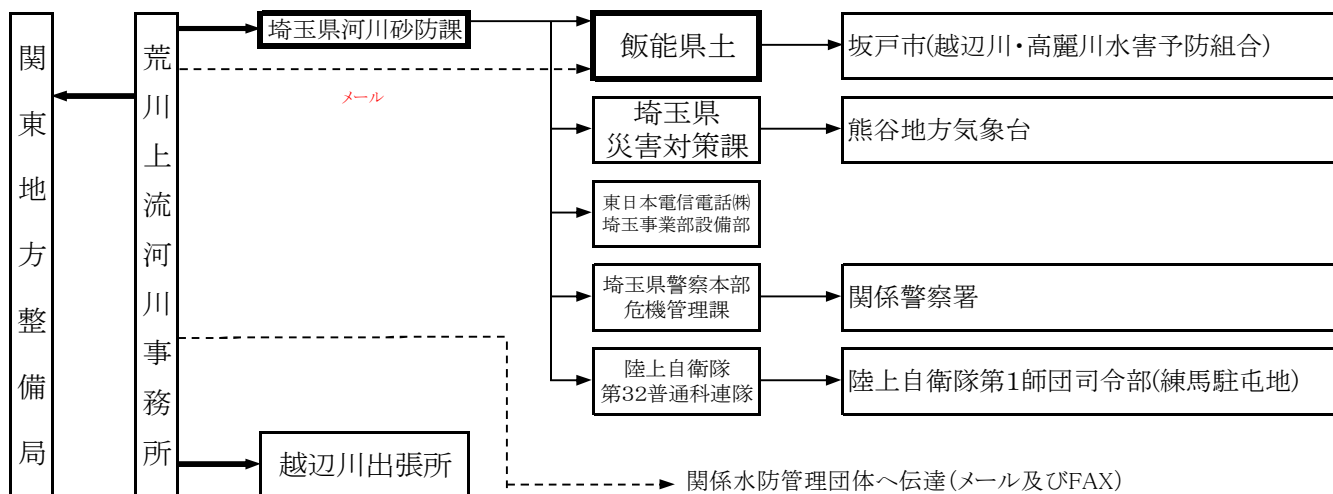 関東地方整備局
荒川上流河川事務所
埼玉県河川砂防課
メール
飯能県土
坂戸市(越辺川・高麗川水害予防組合)
埼玉県
災害対策課
熊谷地方気象台
東日本電信電話㈱
埼玉事業部設備部
埼玉県警察本部
危機管理課
関係警察署
陸上自衛隊
第32普通科連隊
陸上自衛隊第1師団司令部(練馬駐屯地)
越辺川出張所
関係水防管理団体へ伝達(メール及びFAX)